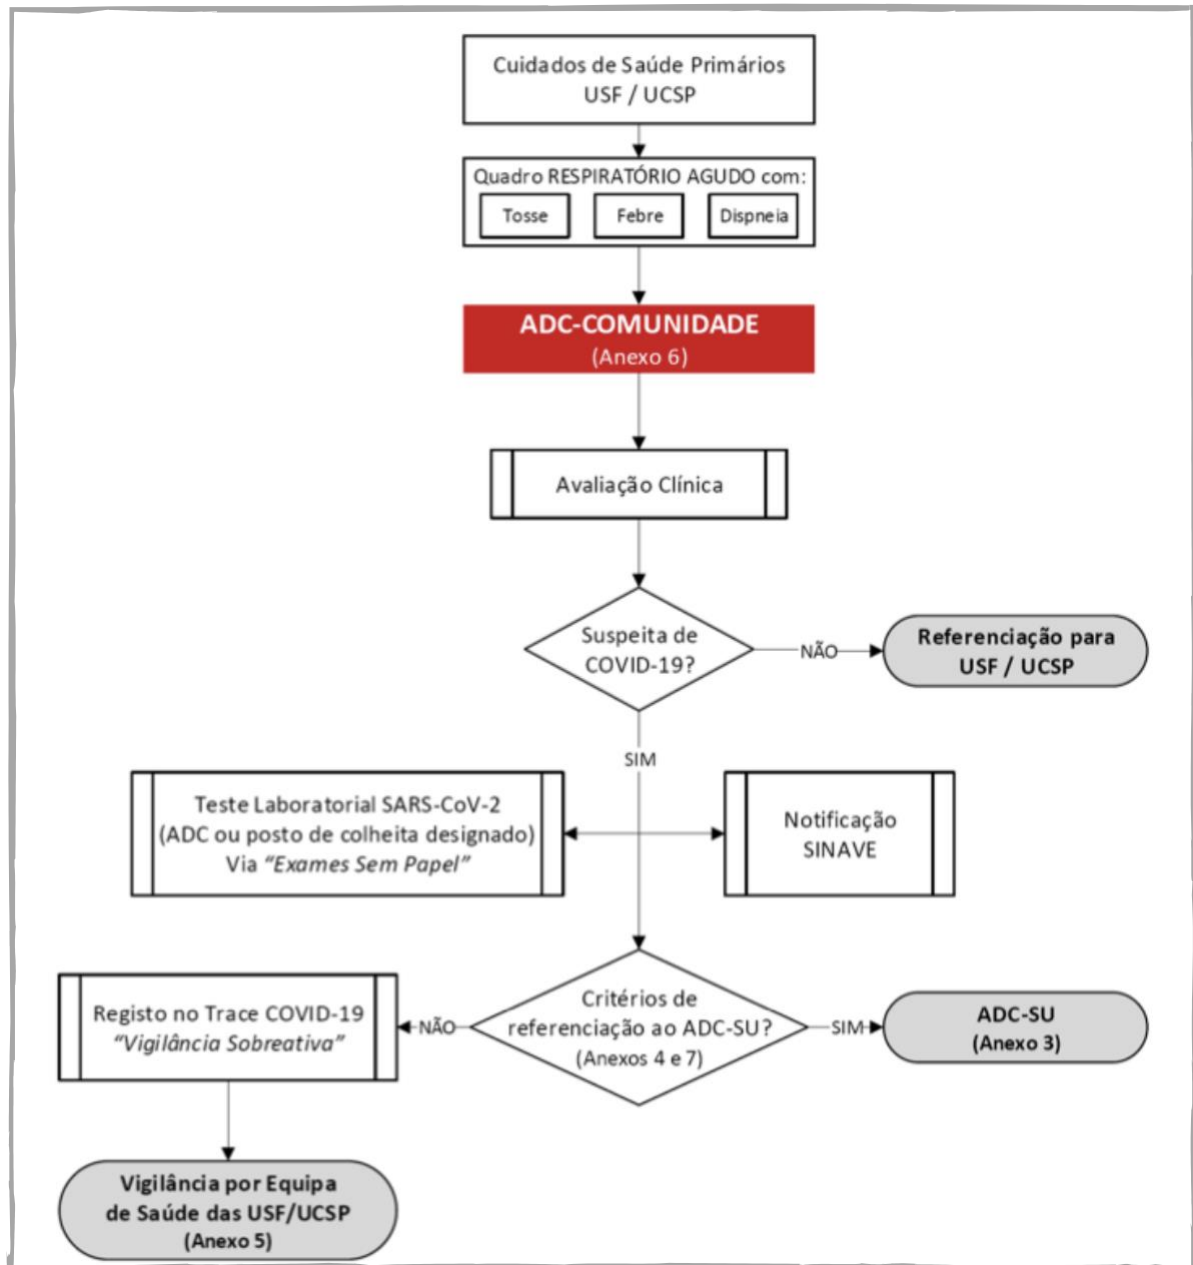 Cuidados de Saúde Primários
USF / UCSP
Quadro RESPIRATÓRIO AGUDO com:
Tosse
Febre
Dispneia
ADC-COMUNIDADE
(Anexo 6)
Avaliação Clínica
Suspeita de
COVID-19?
NÃO
Referenciação para
USF / UCSP
SIM
Teste Laboratorial SARS-CoV-2
(ADC ou posto de colheita designado)
Via “Exames Sem Papel”
Notificação
SINAVE
Critérios de
referenciação ao ADC-SU?
(Anexos 4 e 7)
NÃO
Registo no Trace COVID-19
“Vigilância Sobreativa”
SIM
ADC-SU
(Anexo 3)
Vigilância por Equipa
de Saúde das USF/UCSP
(Anexo 5)